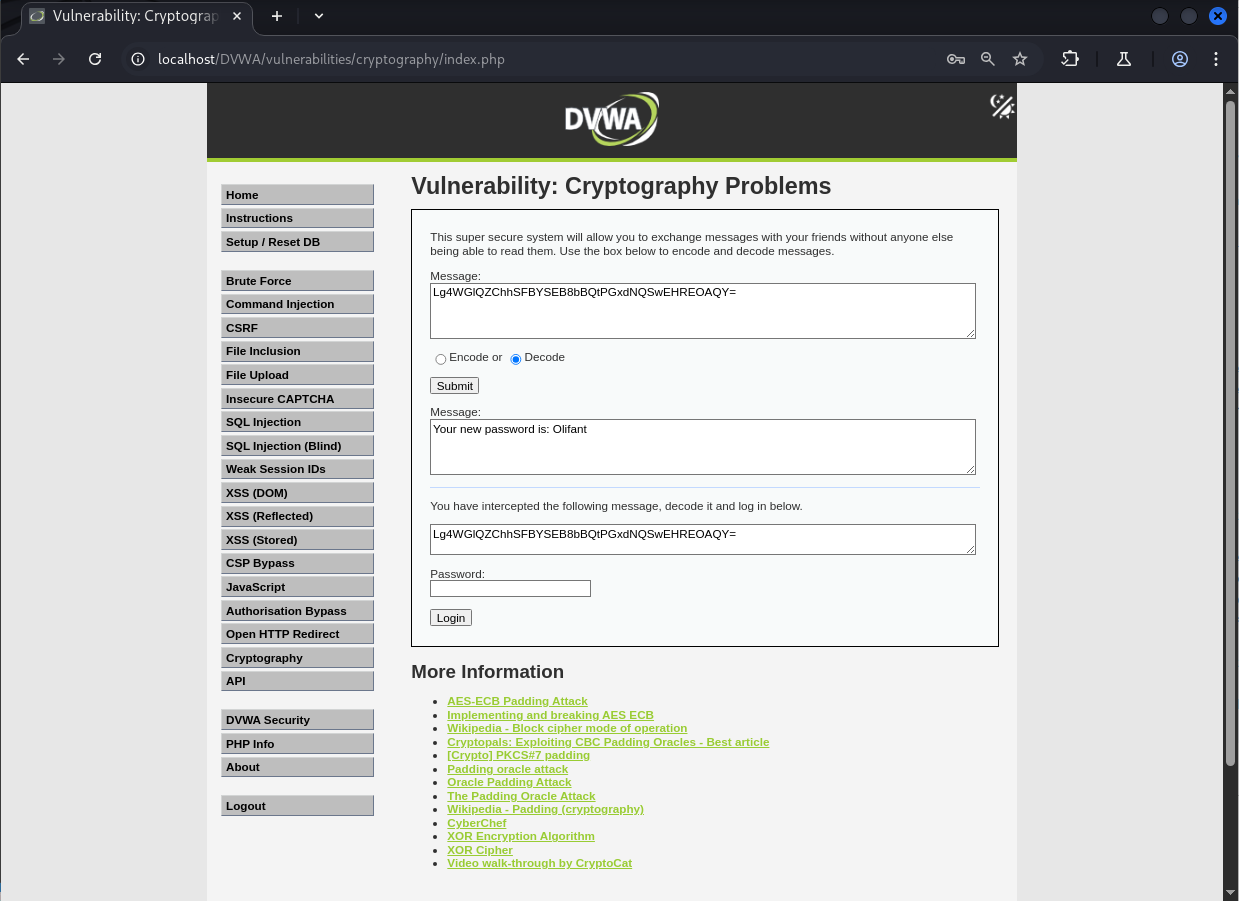 Vulnerability: Cryptograp
localhost/DVWA/vulnerabilities/cryptography/index.php
DVWA
Home
Instructions
Setup / Reset DB
Brute Force
Command Injection
CSRF
File Inclusion
File Upload
Insecure CAPTCHA
SQL Injection
SQL Injection (Blind)
Weak Session IDs
XSS (DOM)
XSS (Reflected)
XSS (Stored)
CSP Bypass
JavaScript
Authorisation Bypass
Open HTTP Redirect
Cryptography
API
DVWA Security
PHP Info
About
Logout
Vulnerability: Cryptography Problems
This super secure system will allow you to exchange messages with your friends without anyone else
being able to read them. Use the box below to encode and decode messages.
Message:
Lg4WGlQZChhSFBYSEB8bBQtPGxdNQSwEHREOAQY=
Encode or Decode
Submit
Message:
Your new password is: Olifant
You have intercepted the following message, decode it and log in below.
Lg4WGlQZChhSFBYSEB8bBQtPGxdNQSwEHREOAQY=
Password:
Login
More Information
AES-ECB Padding Attack
Implementing and breaking AES ECB
Wikipedia - Block cipher mode of operation
Cryptopals: Exploiting CBC Padding Oracles - Best article
[Crypto] PKCS#7 padding
Padding oracle attack
Oracle Padding Attack
The Padding Oracle Attack
Wikipedia - Padding (cryptography)
CyberChef
XOR Encryption Algorithm
XOR Cipher
Video walk-through by CryptoCat